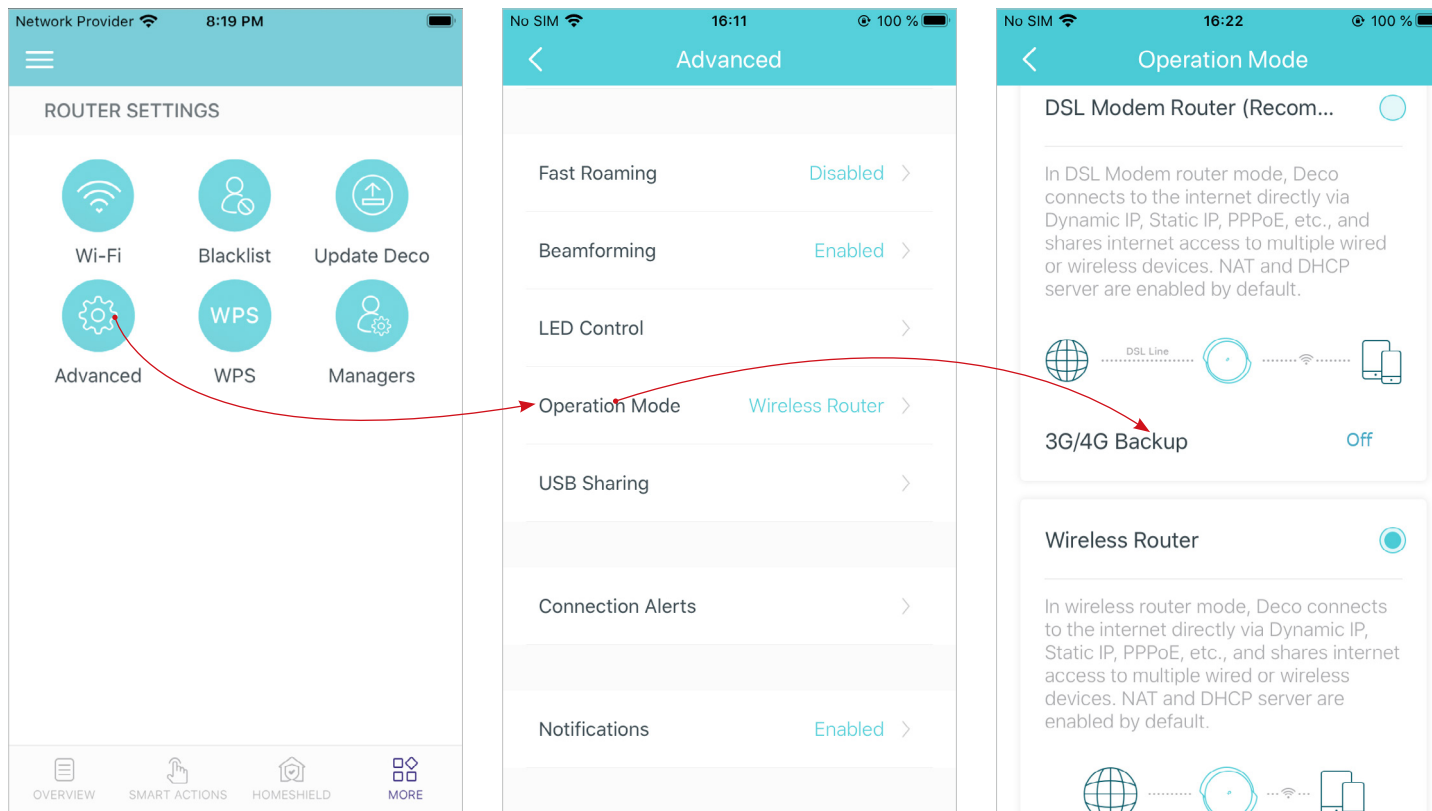 Network Provider 8:19 PM
ROUTER SETTINGS
Wi-Fi Blacklist Update Deco
WPS
Advanced WPS Managers
OVERVIEW SMART ACTIONS HOMESHIELD MORE
No SIM 16:11 100 %
Advanced
Fast Roaming Disabled
Beamforming Enabled
LED Control
Operation Mode Wireless Router
USB Sharing
Connection Alerts
Notifications Enabled
No SIM 16:22 100 %
Operation Mode
DSL Modem Router (Recom...
In DSL Modem router mode, Deco
connects to the internet directly via
Dynamic IP, Static IP, PPPoE, etc., and
shares internet access to multiple wired
or wireless devices. NAT and DHCP
server are enabled by default.
DSL Line
3G/4G Backup Off
Wireless Router
In wireless router mode, Deco connects
to the internet directly via Dynamic IP,
Static IP, PPPoE, etc., and shares internet
access to multiple wired or wireless
devices. NAT and DHCP server are
enabled by default.